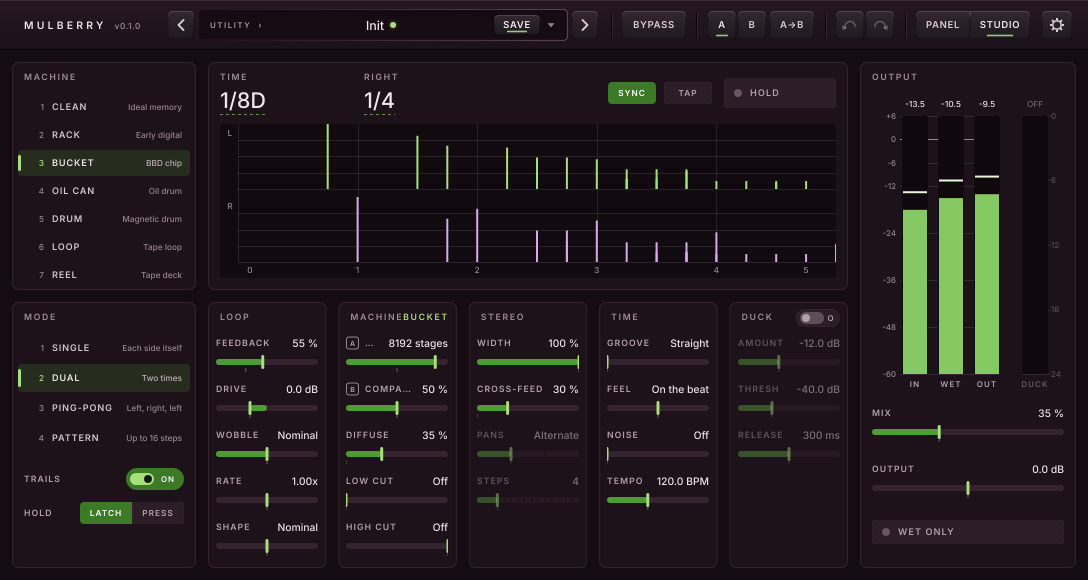 MULBERRY v0.1.0
UTILITY ›
Init
SAVE
BYPASS
A
B
A→B
PANEL
STUDIO
MACHINE
1 CLEAN Ideal memory
2 RACK Early digital
3 BUCKET BBD chip
4 OIL CAN Oil drum
5 DRUM Magnetic drum
6 LOOP Tape loop
7 REEL Tape deck
TIME
1/8D
RIGHT
1/4
SYNC
TAP
HOLD
L
R
0 1 2 3 4 5
OUTPUT
-13.5 -10.5 -9.5 OFF
+6
0
-6
-12
-24
-36
-48
-60
0
-6
-12
-18
-24
IN WET OUT DUCK
MIX 35 %
OUTPUT 0.0 dB
WET ONLY
MODE
1 SINGLE Each side itself
2 DUAL Two times
3 PING-PONG Left, right, left
4 PATTERN Up to 16 steps
TRAILS ON
HOLD LATCH PRESS
LOOP
FEEDBACK 55 %
DRIVE 0.0 dB
WOBBLE Nominal
RATE 1.00x
SHAPE Nominal
MACHINE BUCKET
A ... 8192 stages
B COMPA... 50 %
DIFFUSE 35 %
LOW CUT Off
HIGH CUT Off
STEREO
WIDTH 100 %
CROSS-FEED 30 %
PANS Alternate
STEPS 4
TIME
GROOVE Straight
FEEL On the beat
NOISE Off
TEMPO 120.0 BPM
DUCK O
AMOUNT -12.0 dB
THRESH -40.0 dB
RELEASE 300 ms